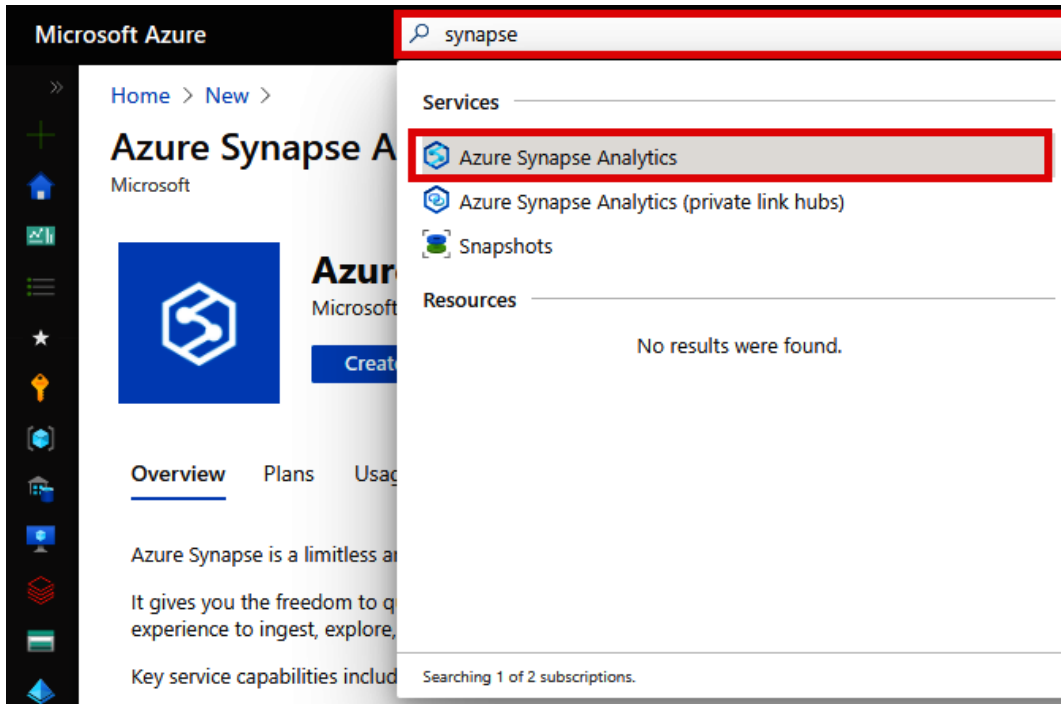 Microsoft Azure
synapse
Home > New >
Azure Synapse A
Microsoft
Azur
Microsoft
Create
Overview Plans Usag
Azure Synapse is a limitless a
It gives you the freedom to q
experience to ingest, explore,
Key service capabilities includ
Services
Azure Synapse Analytics
Azure Synapse Analytics (private link hubs)
Snapshots
Resources
No results were found.
Searching 1 of 2 subscriptions.